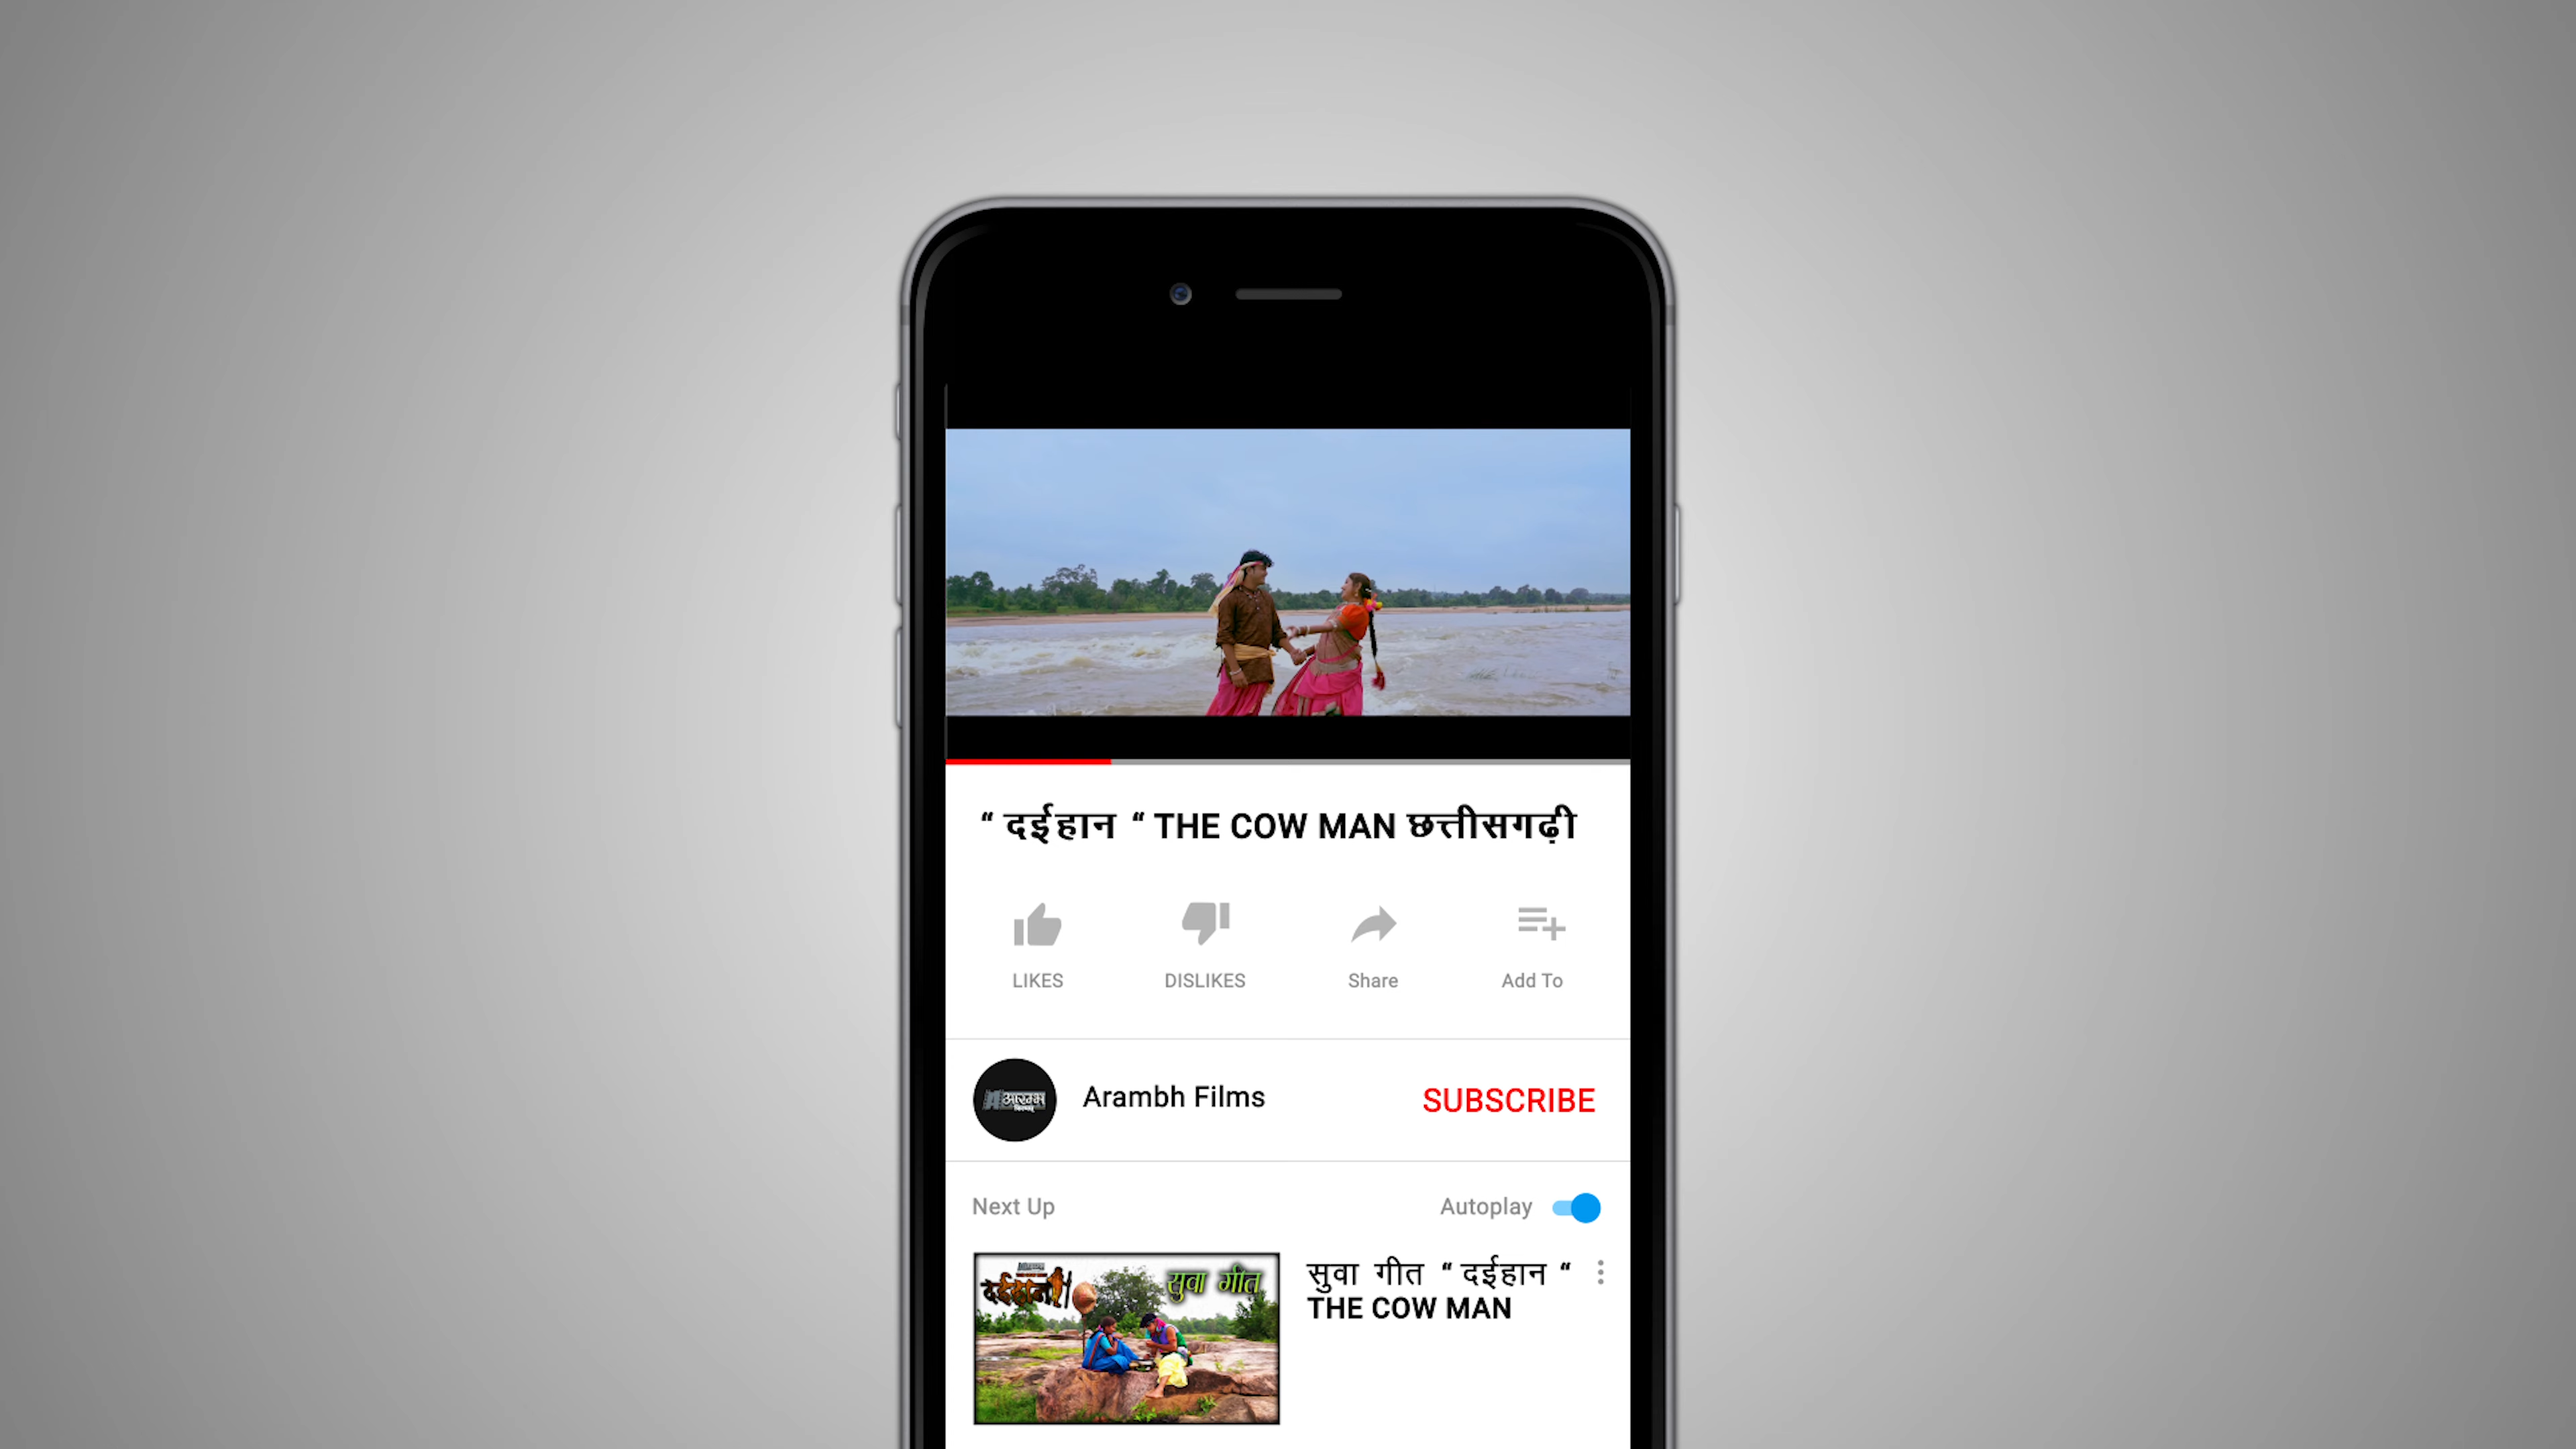 “ दईहान “ THE COW MAN छत्तीसगढ़ी
LIKES
DISLIKES
Share
Add To
आरम्भ
फिल्म्स
Arambh Films
SUBSCRIBE
Next Up
Autoplay
दईहान
सुवा गीत
सुवा गीत “ दईहान “
THE COW MAN